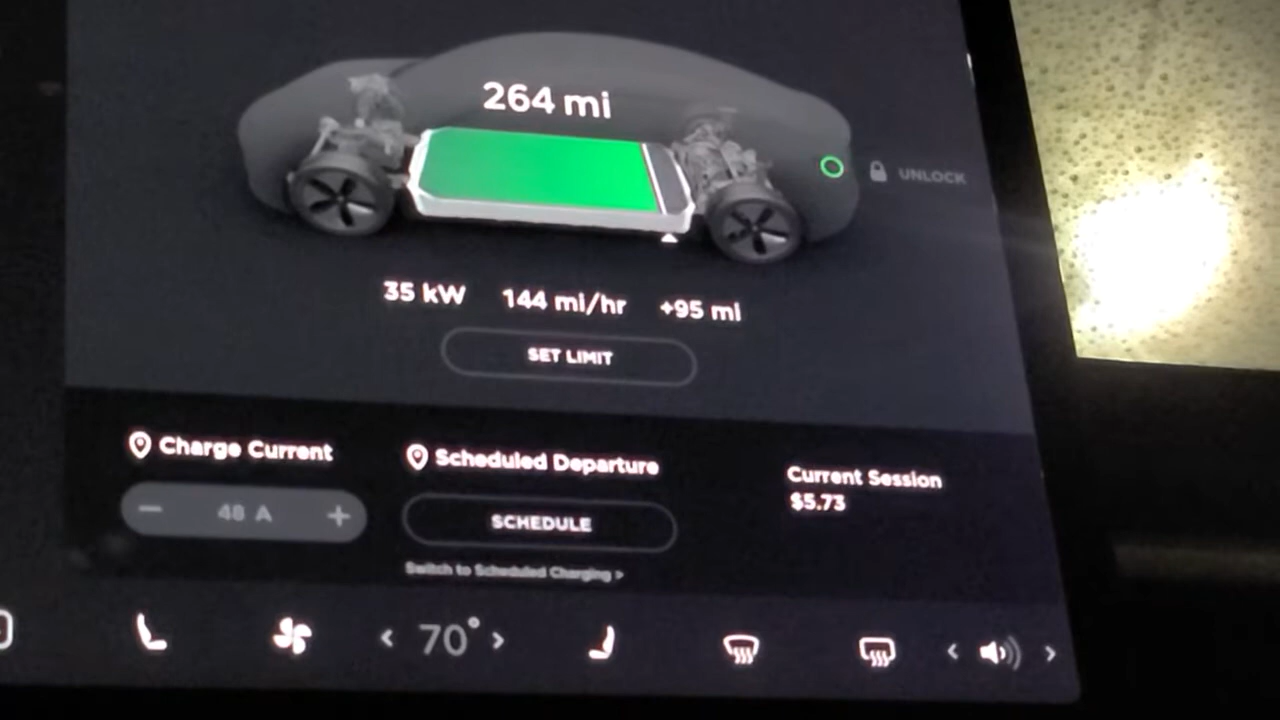 264 mi
UNLOCK
35 kW 144 mi/hr +95 mi
SET LIMIT
Charge Current
− 48 A +
Scheduled Departure
SCHEDULE
Switch to Scheduled Charging >
Current Session
$5.73
< 70° >
< >